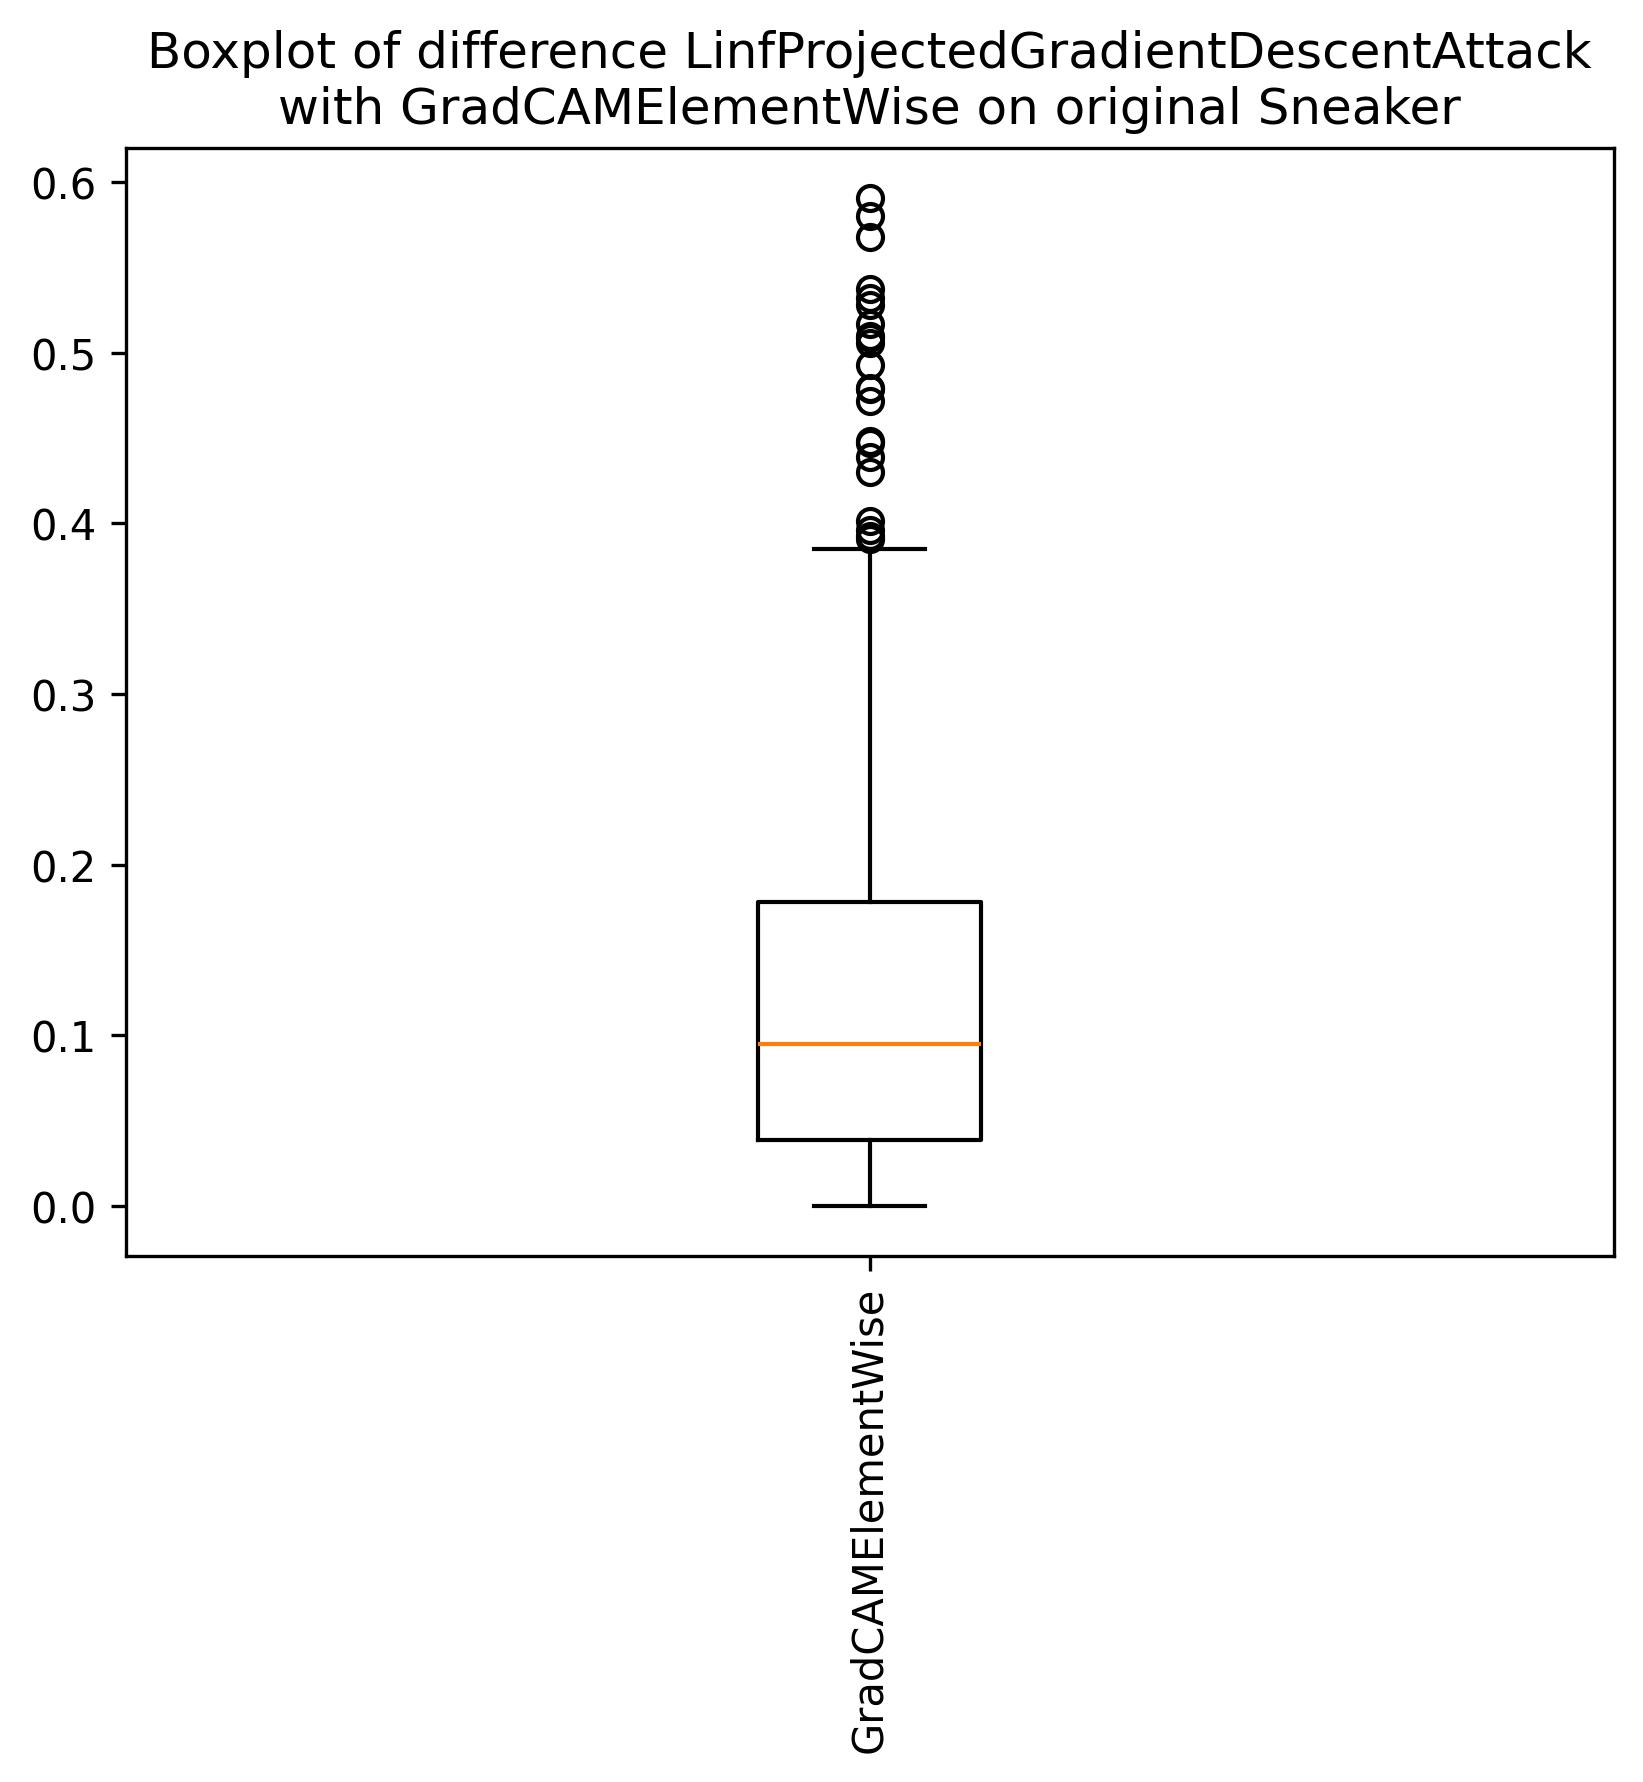 Boxplot of difference LinfProjectedGradientDescentAttack
with GradCAMElementWise on original Sneaker
0.6
0.5
0.4
0.3
0.2
0.1
0.0
GradCAMElementWise